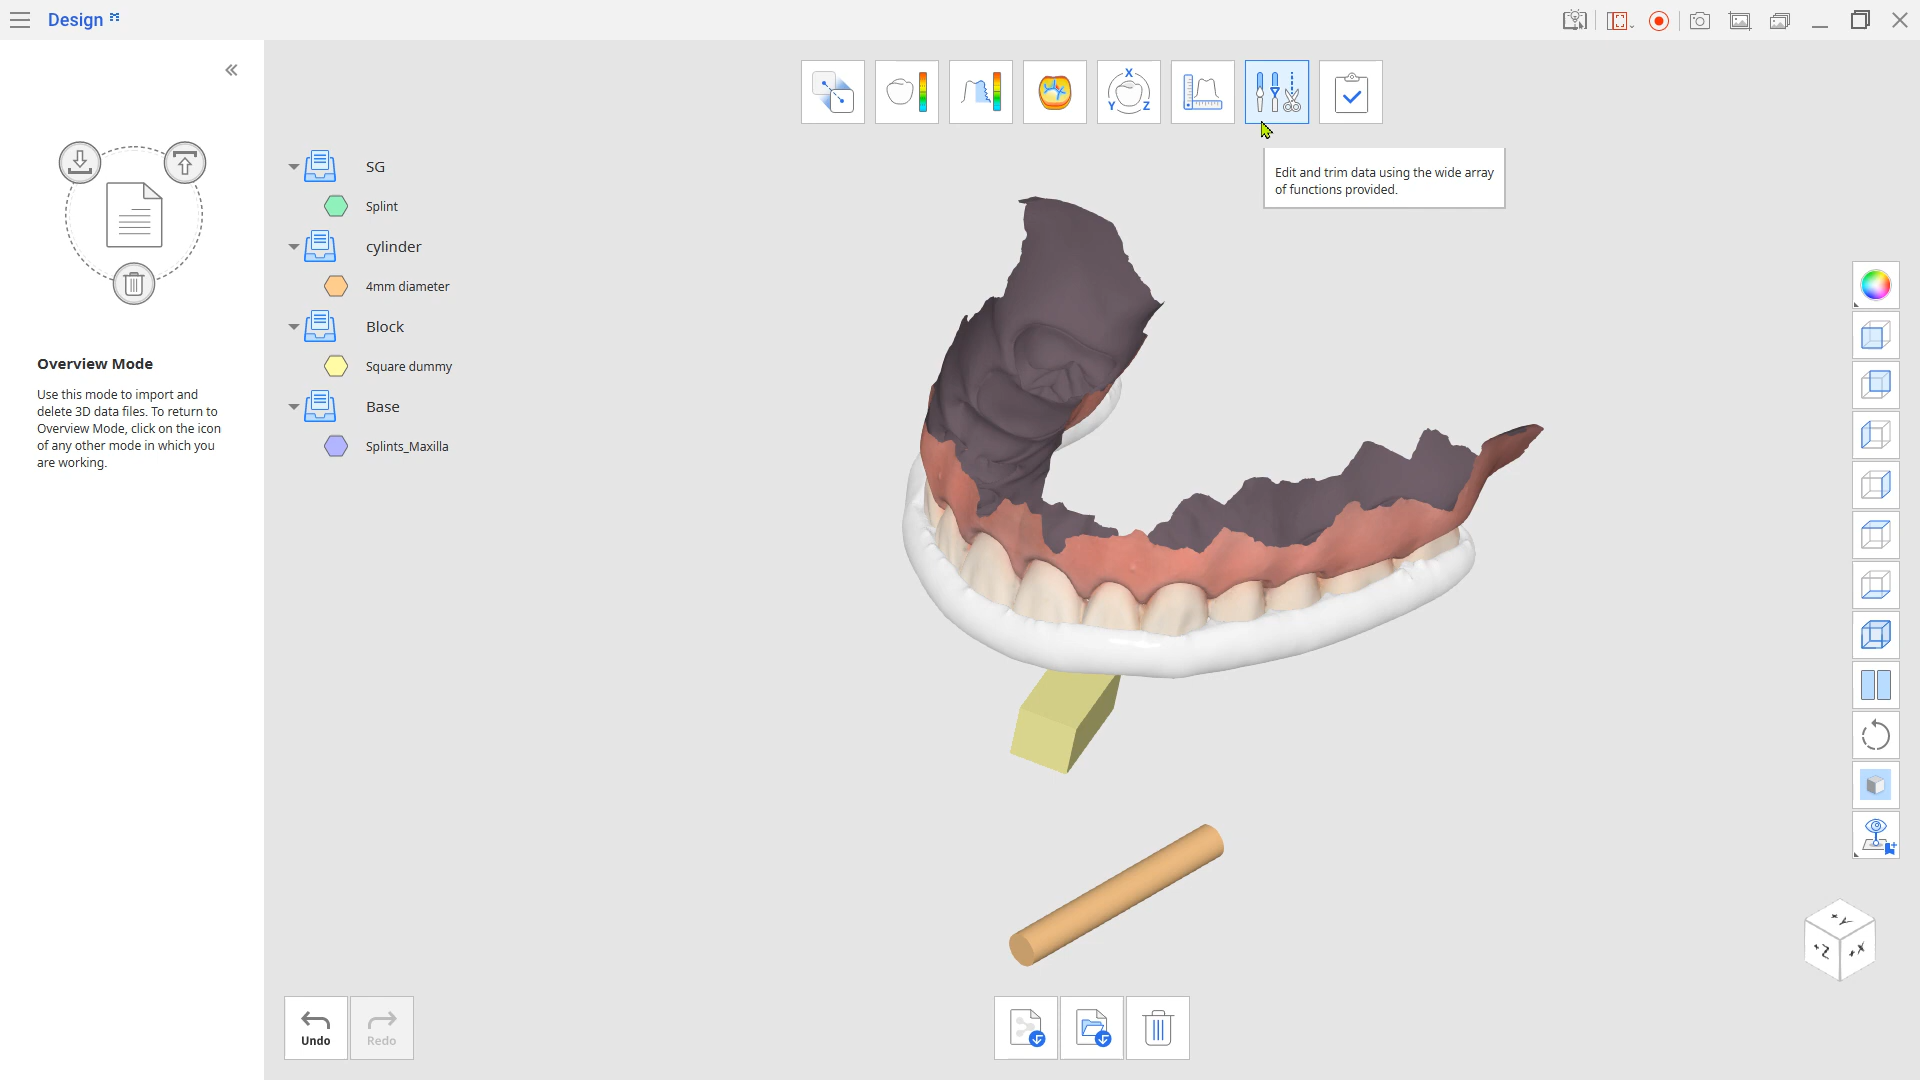 Design
Edit and trim data using the wide array
of functions provided.
SG
Splint
cylinder
4mm diameter
Block
Square dummy
Base
Splints_Maxilla
Overview Mode
Use this mode to import and
delete 3D data files. To return to
Overview Mode, click on the icon
of any other mode in which you
are working.
X
Y
Z
+Y
+Z
+X
Undo
Redo